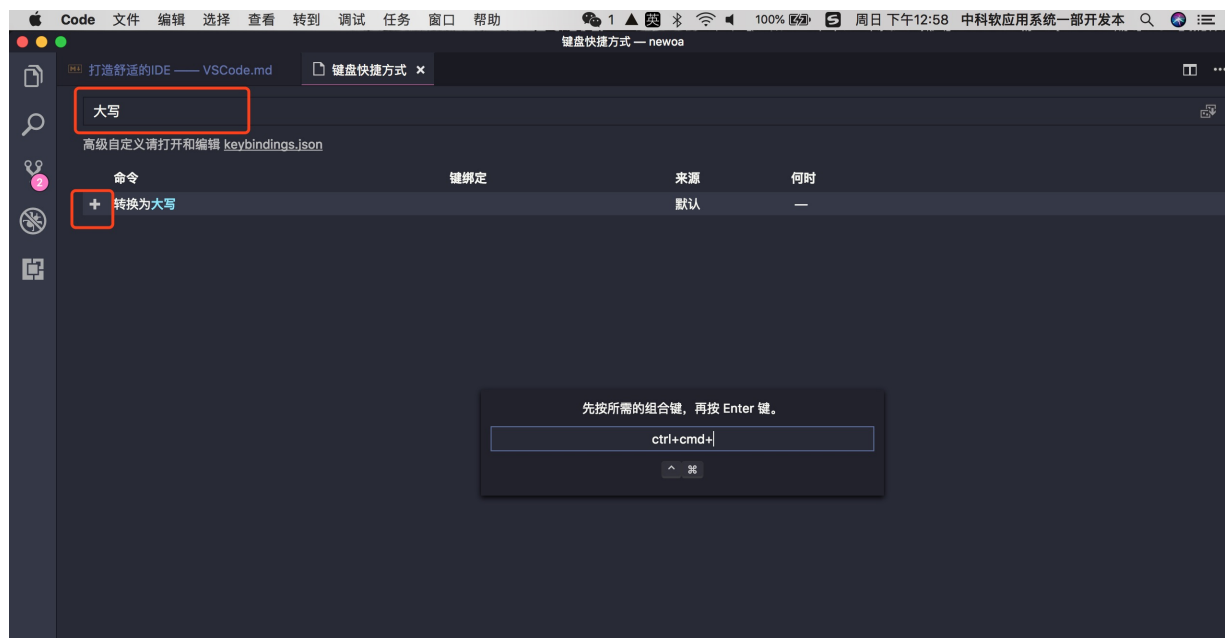 Code 文件 编辑 选择 查看 转到 调试 任务 窗口 帮助 1 英 100% 周日下午12:58 中科软应用系统一部开发本
键盘快捷方式 — newoa
打造舒适的IDE —— VSCode.md 键盘快捷方式 ×
大写
高级自定义请打开和编辑 keybindings.json
2
命令 键绑定 来源 何时
+ 转换为大写 默认 —
先按所需的组合键，再按 Enter 键。
ctrl+cmd+
^ ⌘